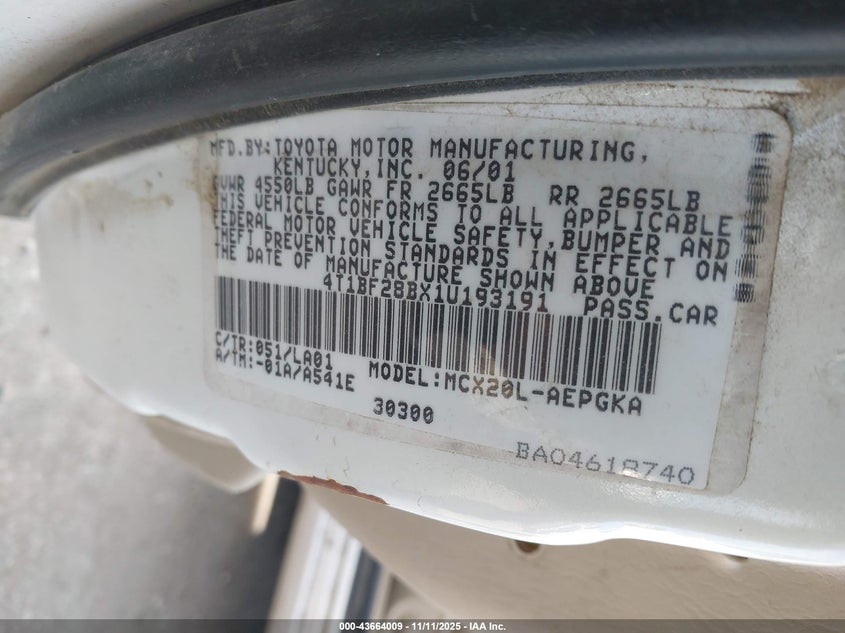 MFD.BY:TOYOTA MOTOR MANUFACTURING,
KENTUCKY,INC. 06/01
GVWR 4550LB GAWR FR 2665LB RR 2665LB
THIS VEHICLE CONFORMS TO ALL APPLICABLE
FEDERAL MOTOR VEHICLE SAFETY,BUMPER AND
THEFT PREVENTION STANDARDS IN EFFECT ON
THE DATE OF MANUFACTURE SHOWN ABOVE
4T1BF28BX1U193191 PASS.CAR
C/TR:051/LA01
A/TM:-01A/A541E
MODEL:MCX20L-AEPGKA
30300
BA04618740
000-43664009 | 11/11/2025 - IAA Inc.